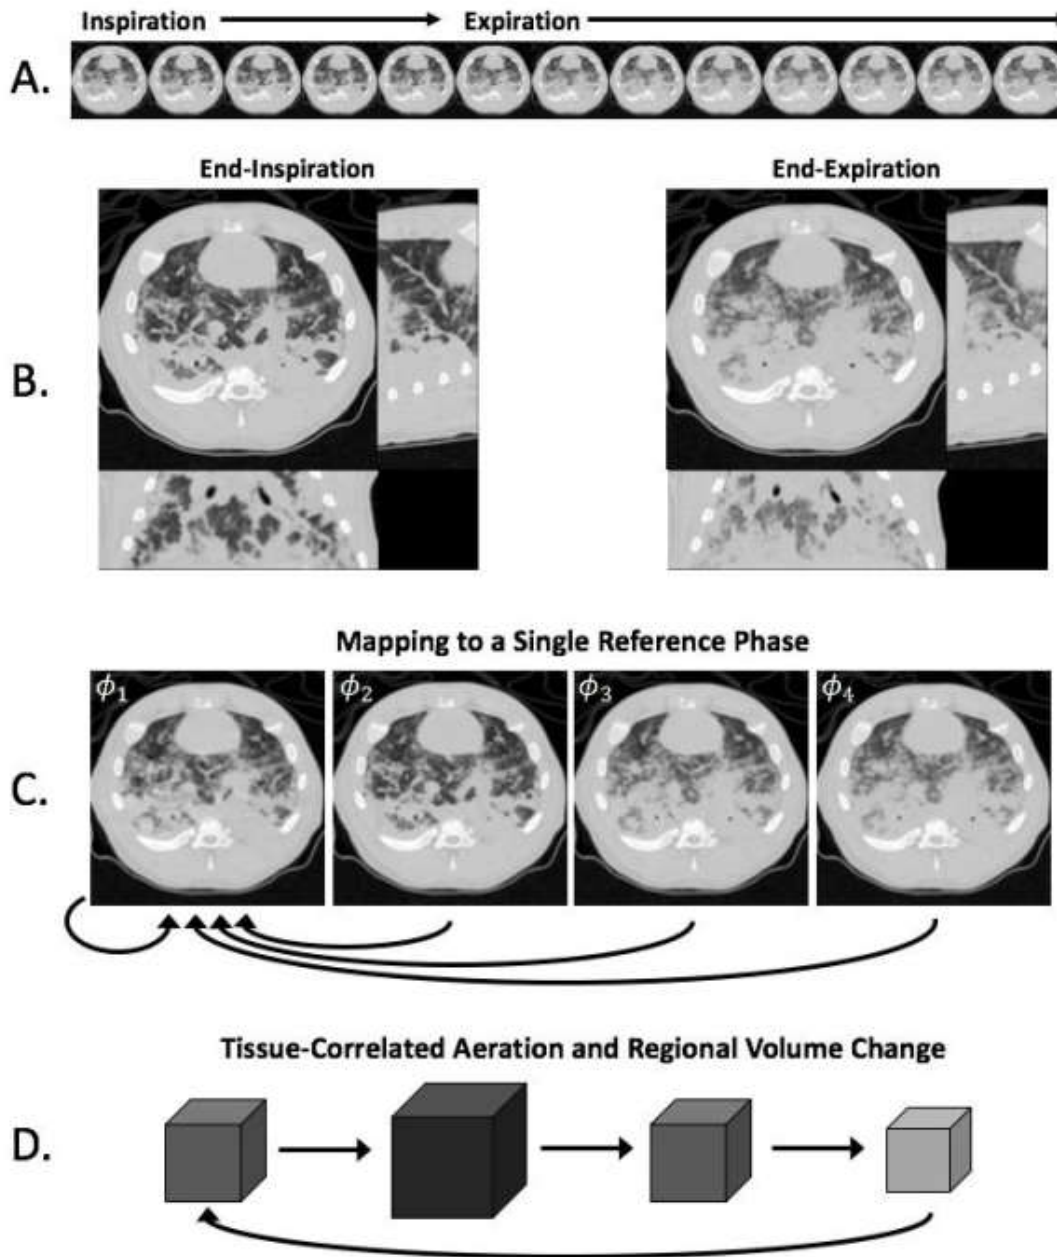 Inspiration Expiration
A.
End-Inspiration End-Expiration
B.
Mapping to a Single Reference Phase
ϕ₁ ϕ₂ ϕ₃ ϕ₄
C.
Tissue-Correlated Aeration and Regional Volume Change
D.